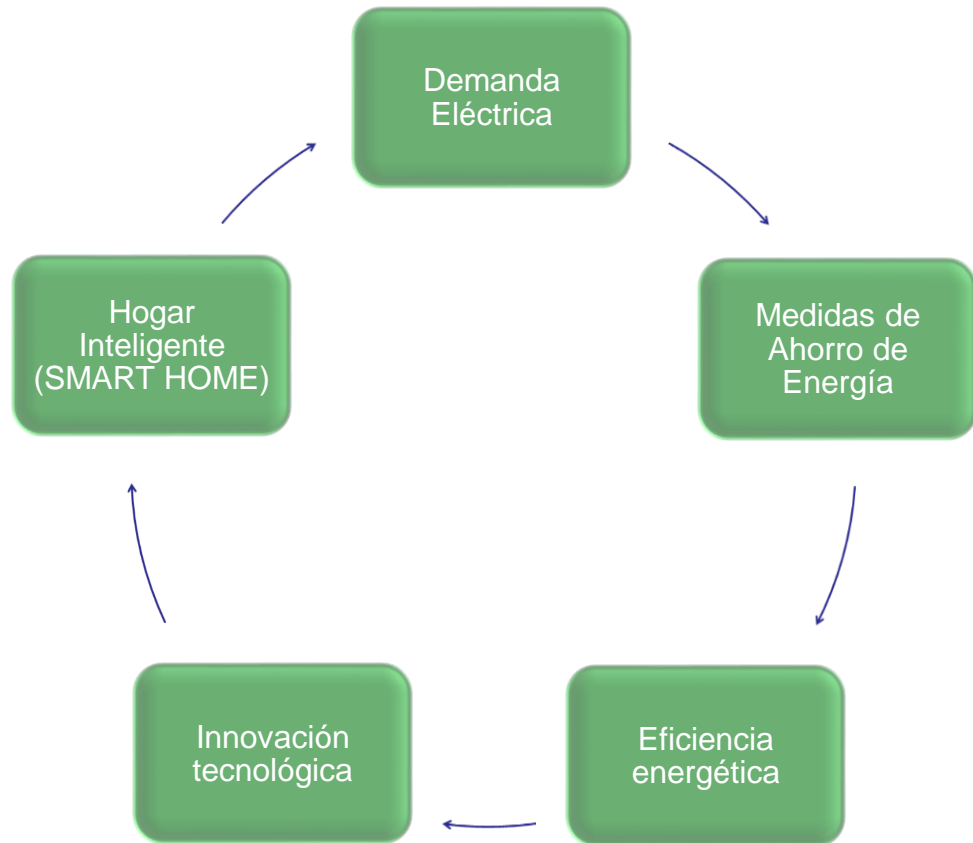 Demanda
Eléctrica
Medidas de
Ahorro de
Energía
Eficiencia
energética
Innovación
tecnológica
Hogar
Inteligente
(SMART HOME)